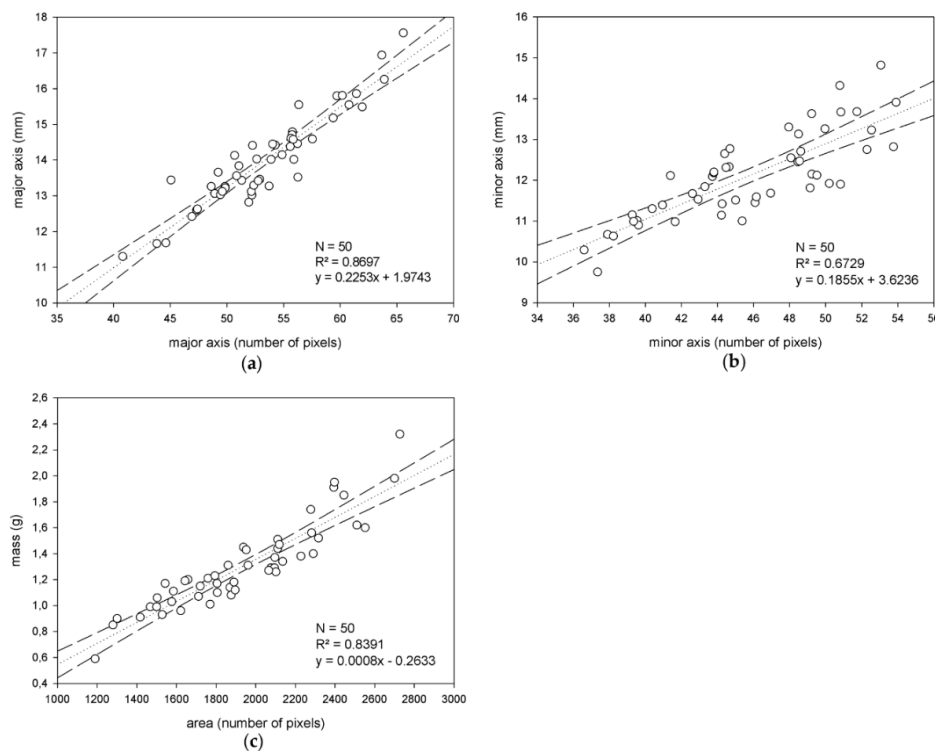 18
17
16
15
14
13
12
11
10
major axis (mm)
N = 50
R² = 0.8697
y = 0.2253x + 1.9743
35 40 45 50 55 60 65 70
major axis (number of pixels)
(a)
16
15
14
13
12
11
10
9
minor axis (mm)
N = 50
R² = 0.6729
y = 0.1855x + 3.6236
34 36 38 40 42 44 46 48 50 52 54 56
minor axis (number of pixels)
(b)
2,6
2,4
2,2
2,0
1,8
1,6
1,4
1,2
1,0
0,8
0,6
0,4
mass (g)
N = 50
R² = 0.8391
y = 0.0008x - 0.2633
1000 1200 1400 1600 1800 2000 2200 2400 2600 2800 3000
area (number of pixels)
(c)